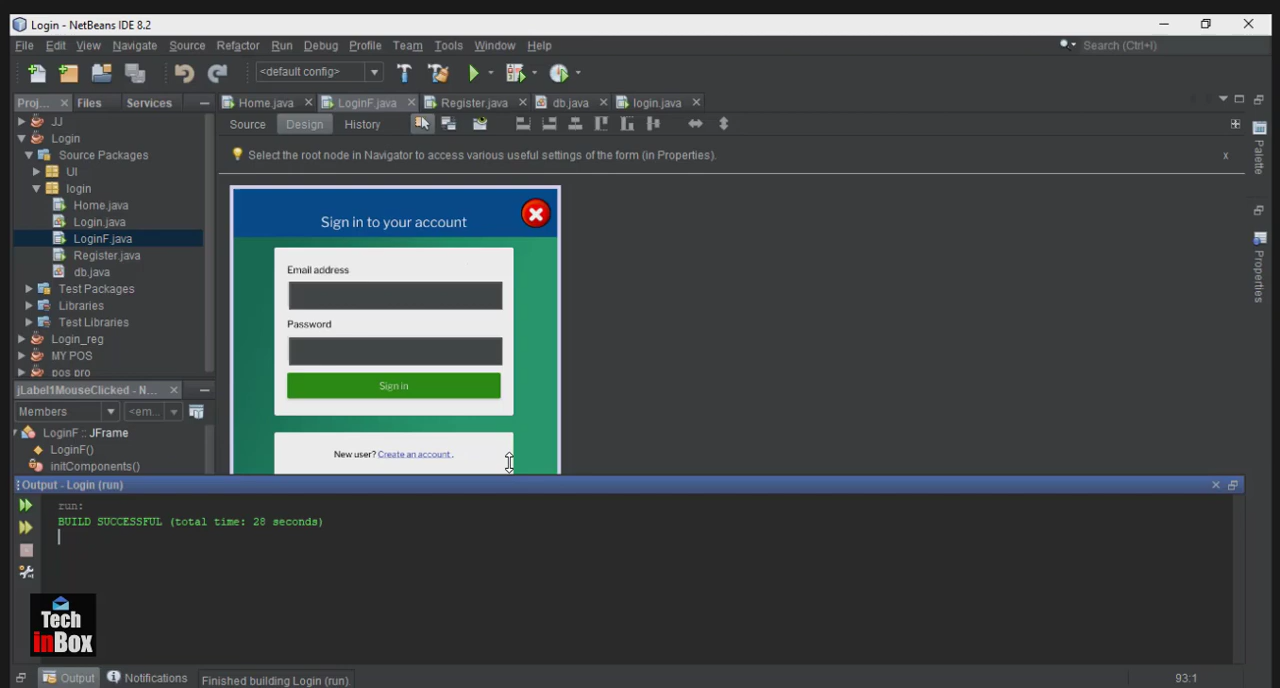 Login - NetBeans IDE 8.2
File Edit View Navigate Source Refactor Run Debug Profile Team Tools Window Help
Search (Ctrl+I)
<default config>
Proj... Files Services
Home.java LoginF.java Register.java db.java login.java
Source Design History
Select the root node in Navigator to access various useful settings of the form (in Properties).
JJ
Login
Source Packages
UI
login
Home.java
Login.java
LoginF.java
Register.java
db.java
Test Packages
Libraries
Test Libraries
Login_reg
MY POS
pos pro
jLabel1MouseClicked - N...
Members <em...
LoginF :: JFrame
LoginF()
initComponents()
Sign in to your account
Email address
Password
Sign in
New user? Create an account .
Palette
Properties
Output - Login (run)
run:
BUILD SUCCESSFUL (total time: 28 seconds)
Tech
inBox
Output Notifications Finished building Login (run). 93:1